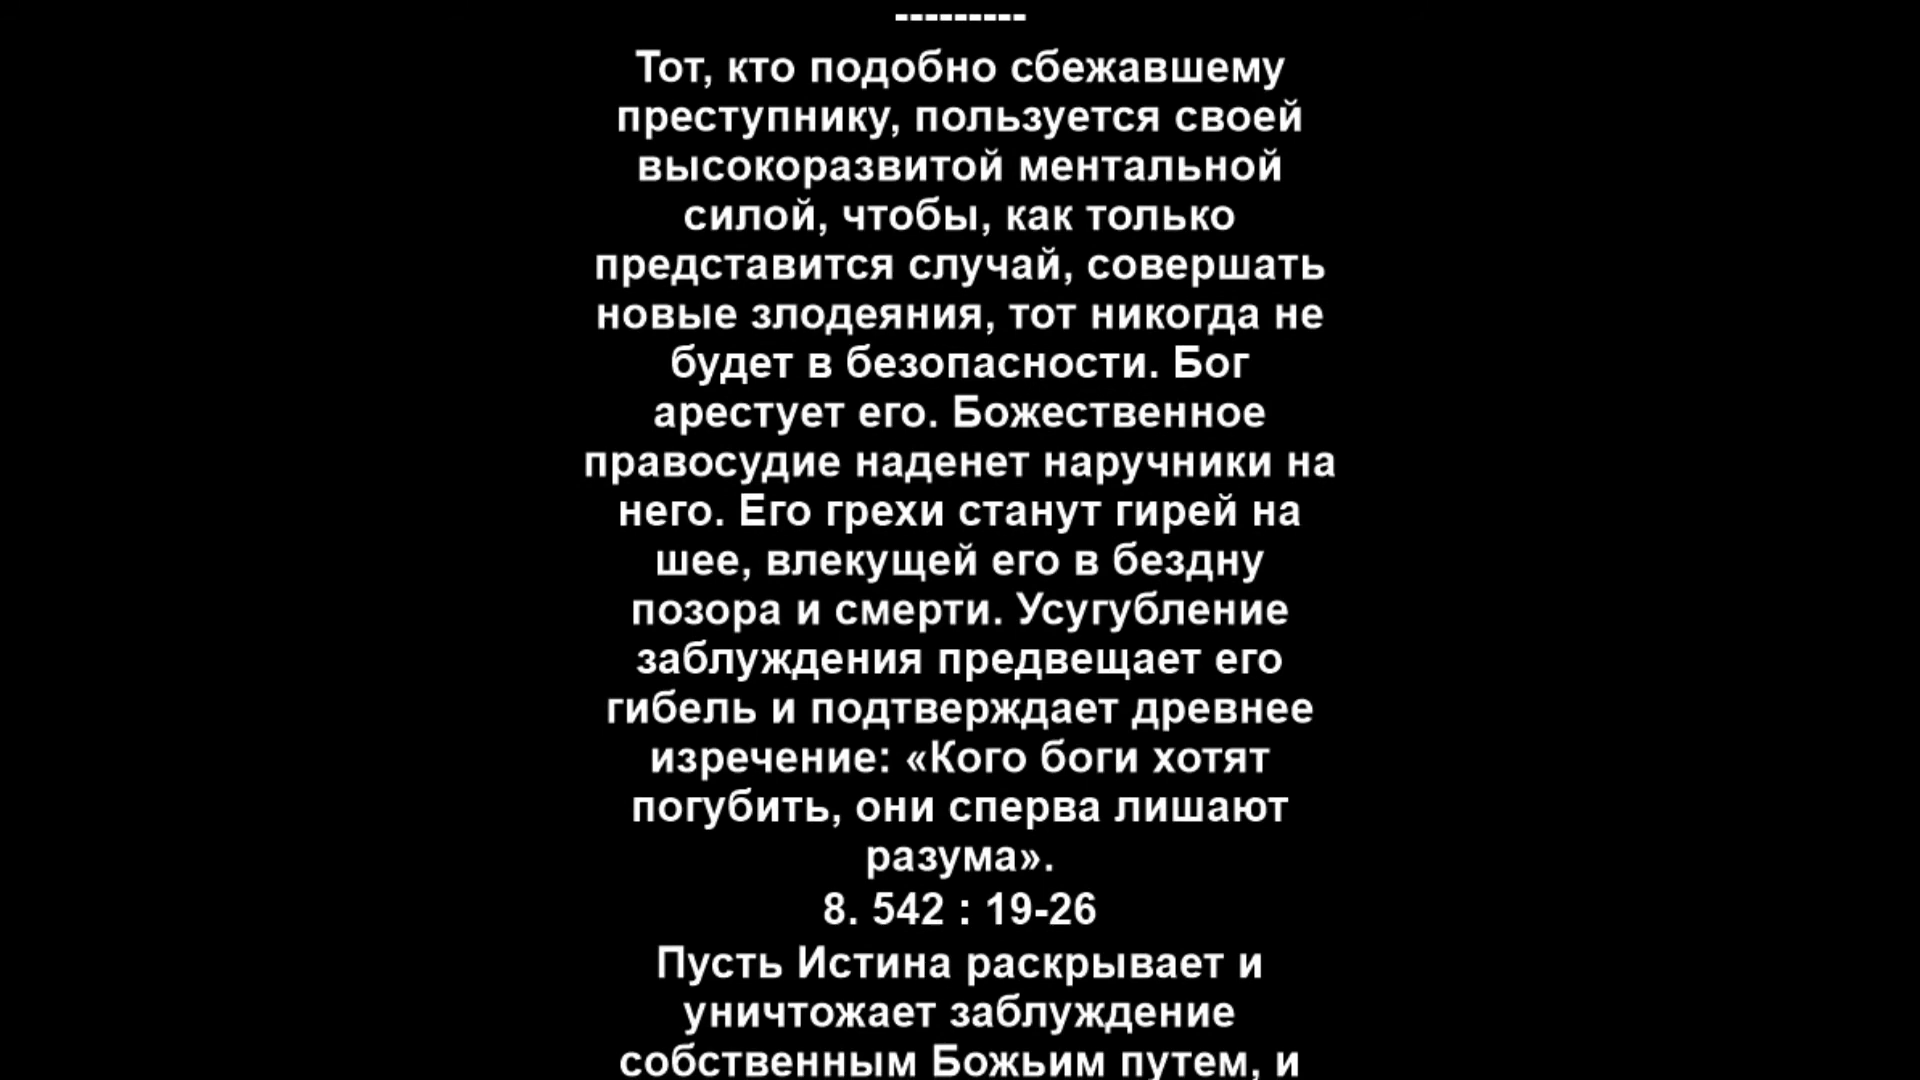 ---------
Тот, кто подобно сбежавшему
преступнику, пользуется своей
высокоразвитой ментальной
силой, чтобы, как только
представится случай, совершать
новые злодеяния, тот никогда не
будет в безопасности. Бог
арестует его. Божественное
правосудие наденет наручники на
него. Его грехи станут гирей на
шее, влекущей его в бездну
позора и смерти. Усугубление
заблуждения предвещает его
гибель и подтверждает древнее
изречение: «Кого боги хотят
погубить, они сперва лишают
разума».
8. 542 : 19-26
Пусть Истина раскрывает и
уничтожает заблуждение
собственным Божьим путем, и